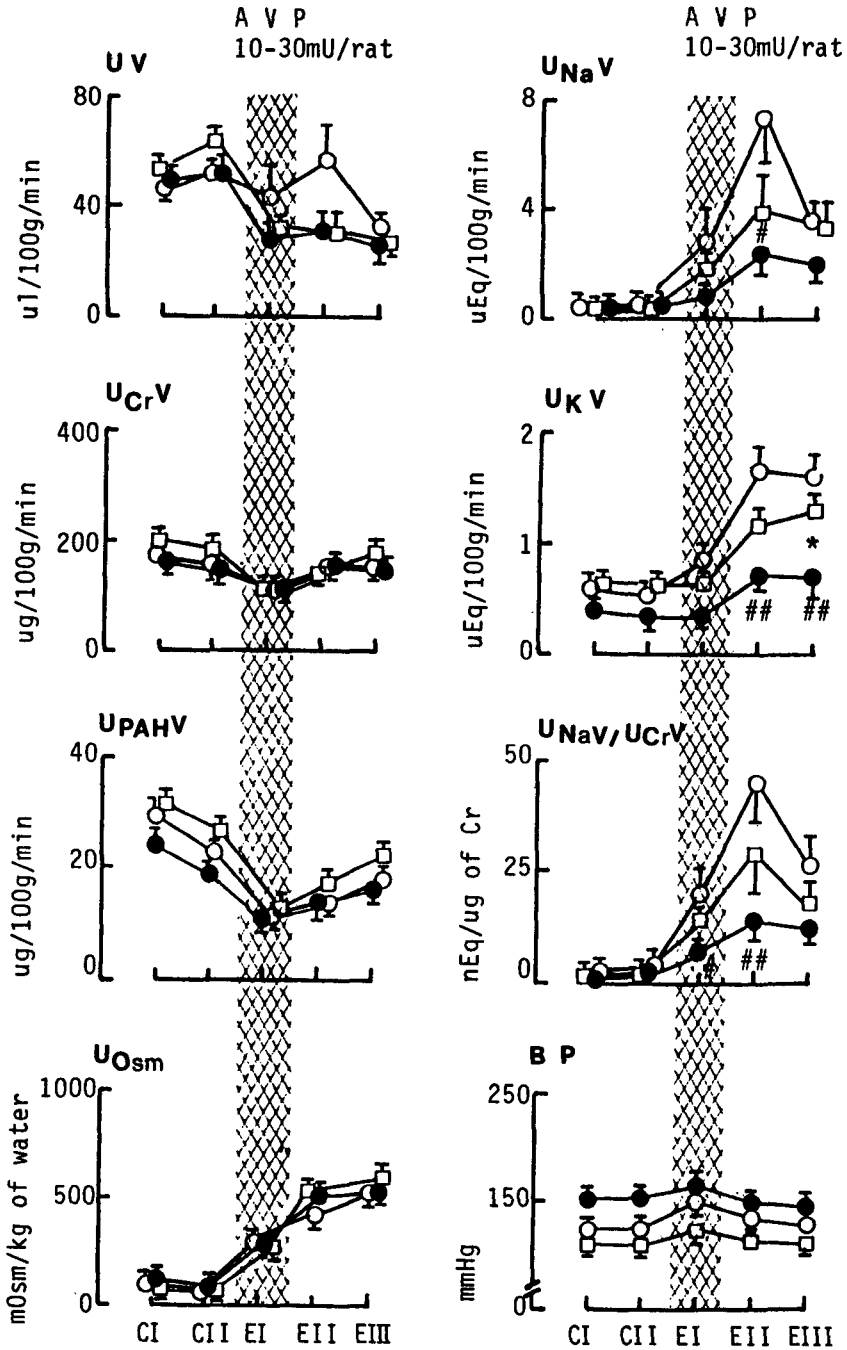 A V P
10-30mU/rat
UV
80
40
0
ul/100g/min
UCrV
400
200
0
ug/100g/min
UPAHV
40
20
0
ug/100g/min
UOsm
1000
500
0
mOsm/kg of water
CI CII EI EII EIII
A V P
10-30mU/rat
UNaV
8
4
0
uEq/100g/min
#
UKV
2
1
0
uEq/100g/min
*
## ##
UNaV/UCrV
50
25
0
nEq/ug of Cr
# ##
B P
250
150
0
mmHg
CI CII EI EII EIII